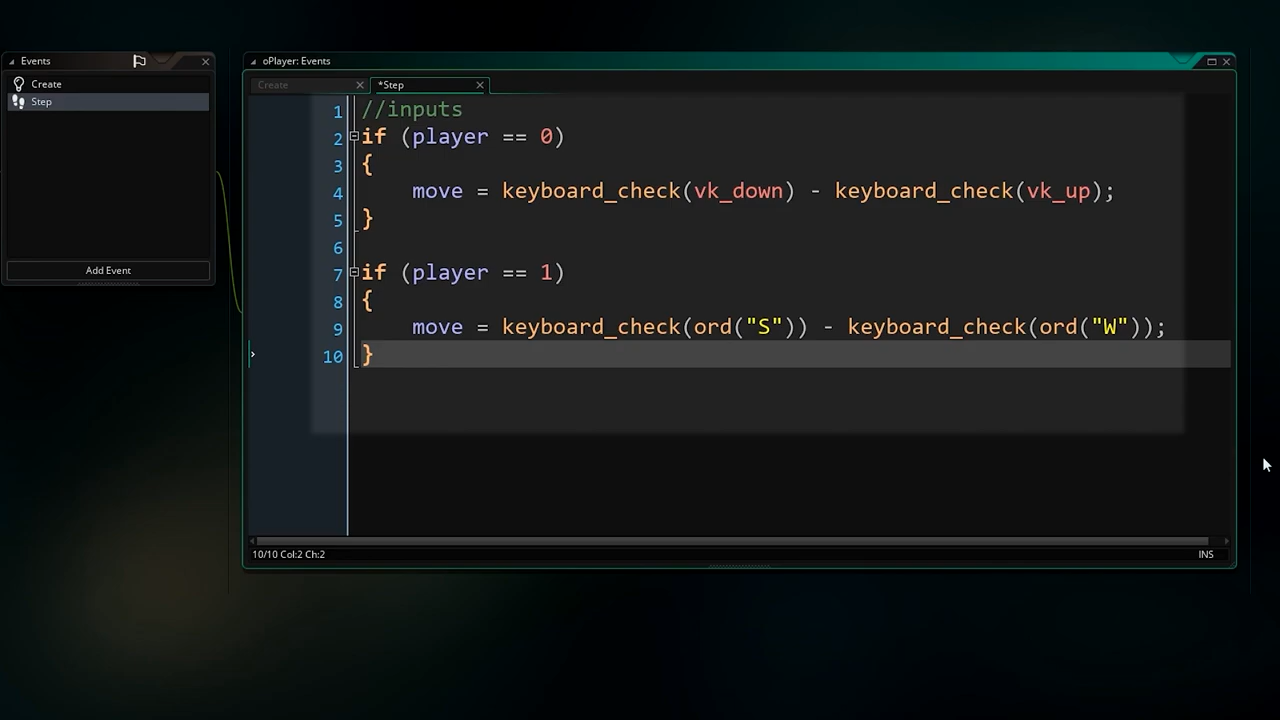 Events
Create
Step
Add Event
oPlayer: Events
Create
*Step
1 //inputs
2 if (player == 0)
3 {
4 move = keyboard_check(vk_down) - keyboard_check(vk_up);
5 }
6
7 if (player == 1)
8 {
9 move = keyboard_check(ord("S")) - keyboard_check(ord("W"));
10 }
10/10 Col:2 Ch:2
INS